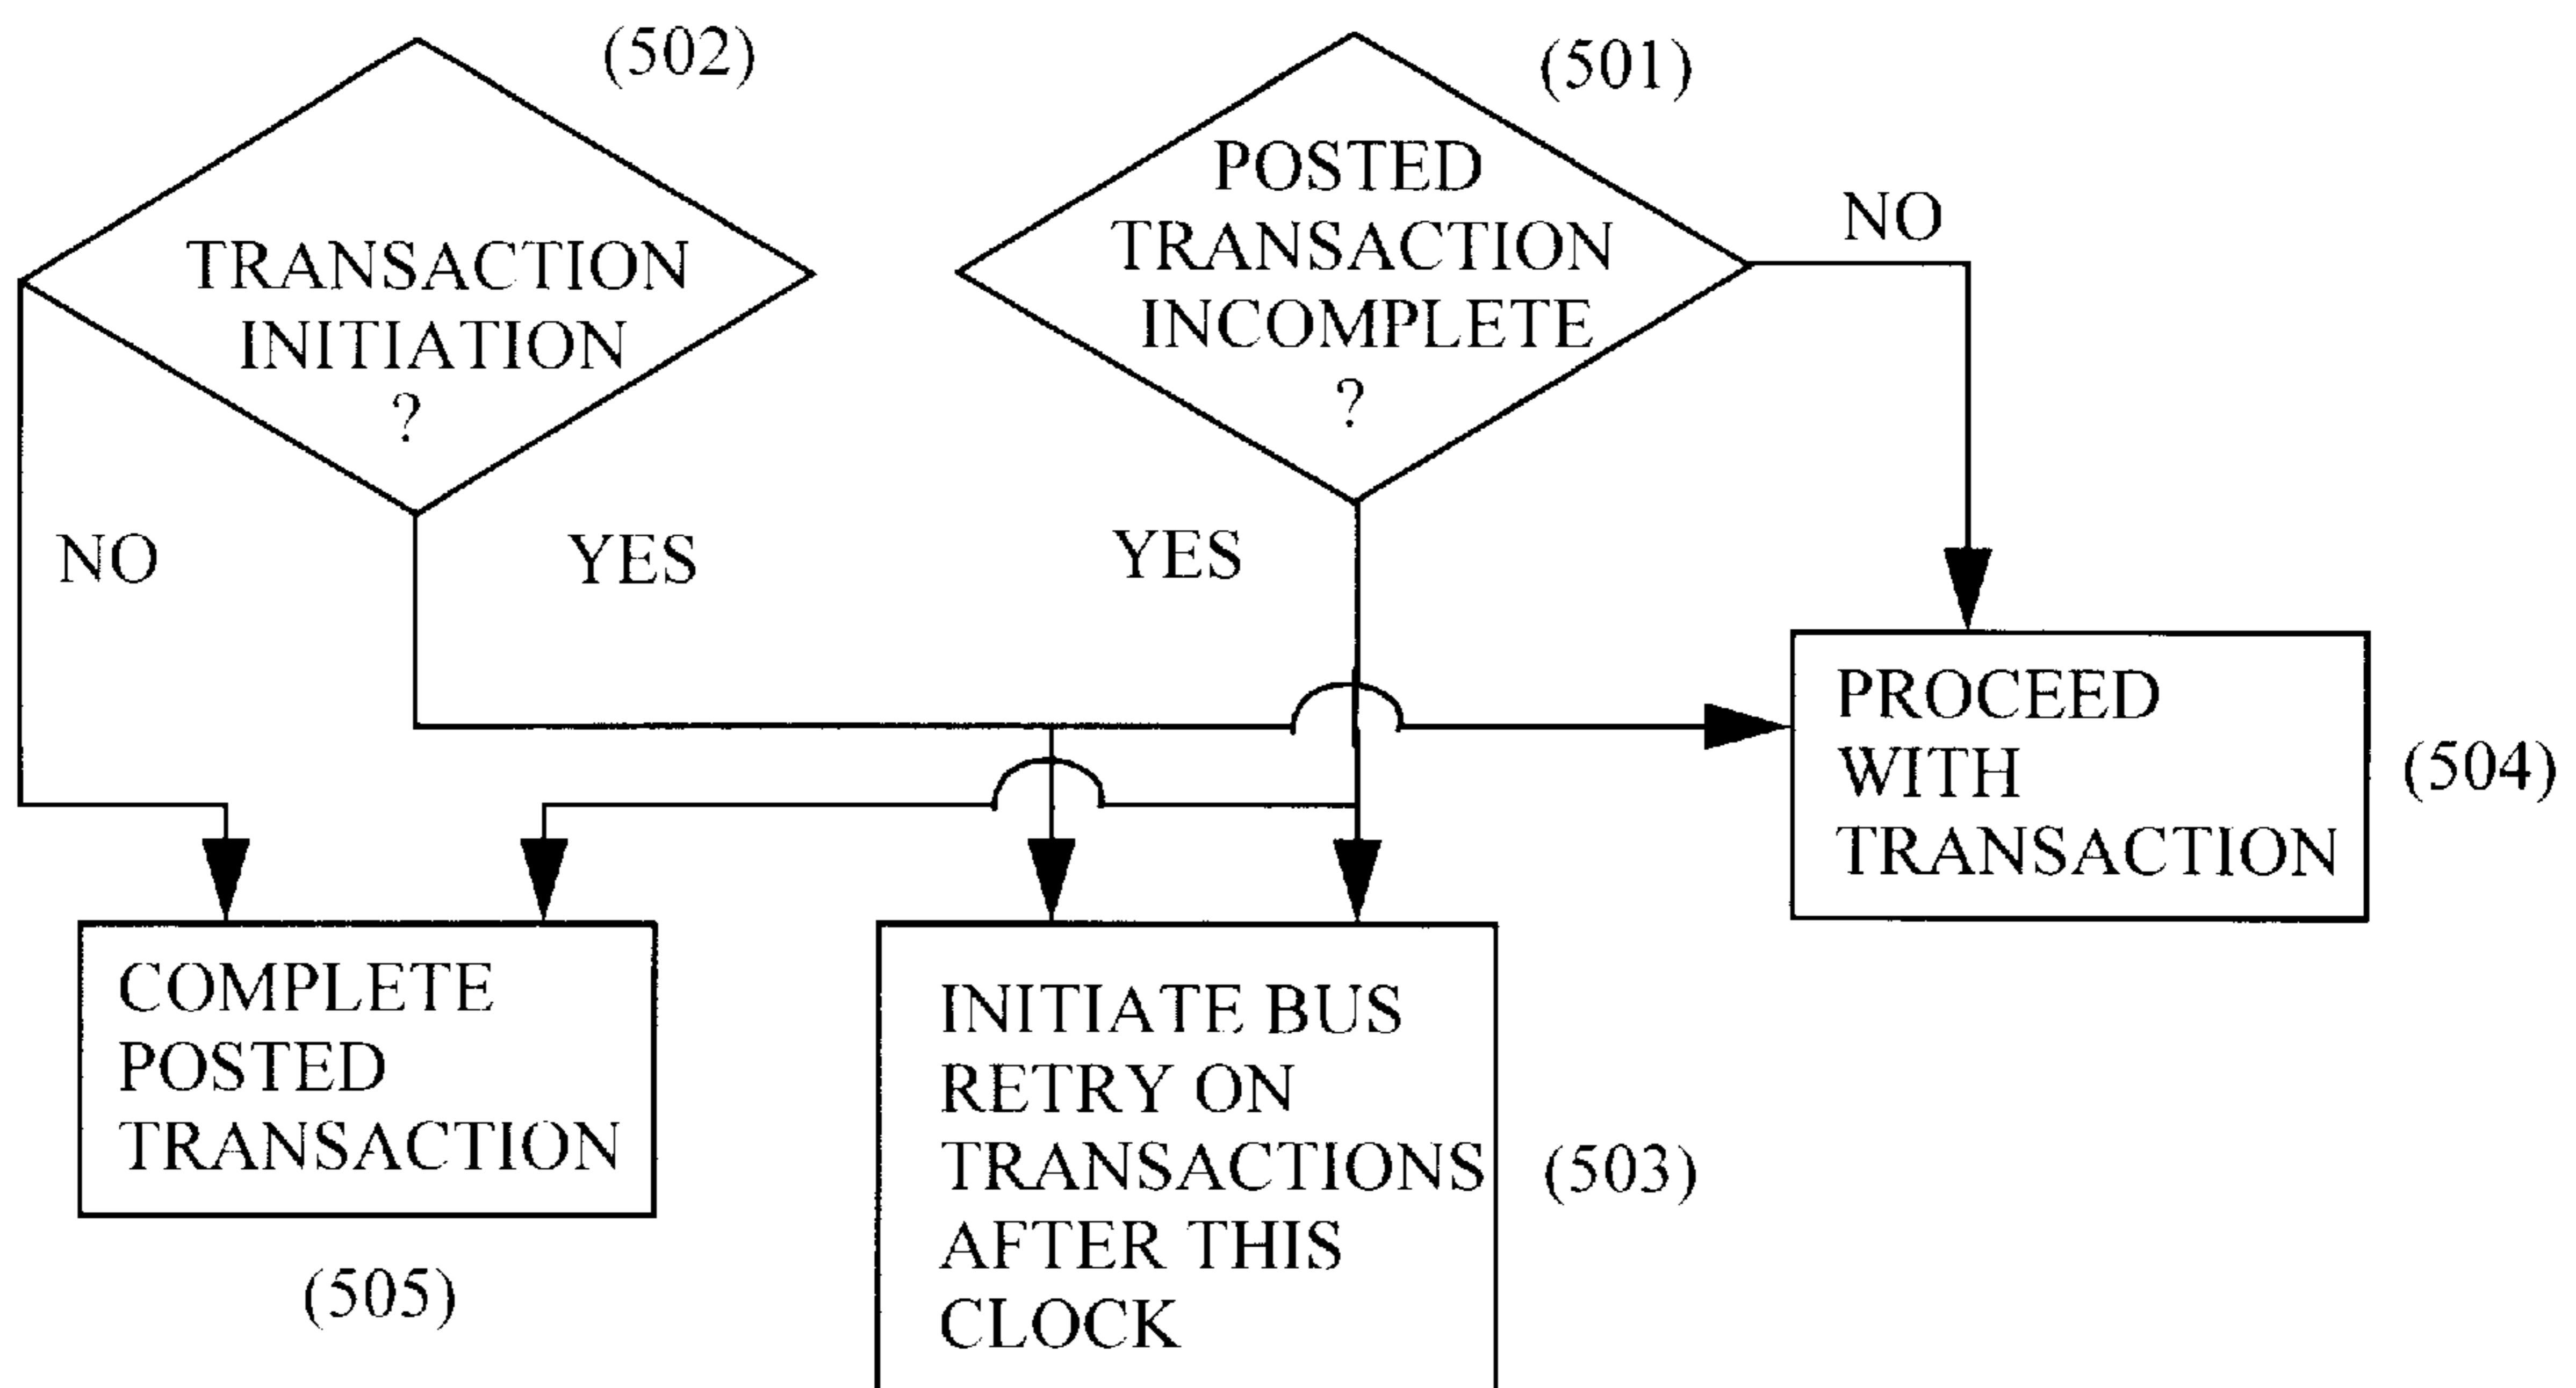 (502)
TRANSACTION
INITIATION
?
(501)
POSTED
TRANSACTION
INCOMPLETE
?
NO
NO
YES
YES
PROCEED
WITH
TRANSACTION
(504)
COMPLETE
POSTED
TRANSACTION
(505)
INITIATE BUS
RETRY ON
TRANSACTIONS
AFTER THIS
CLOCK
(503)